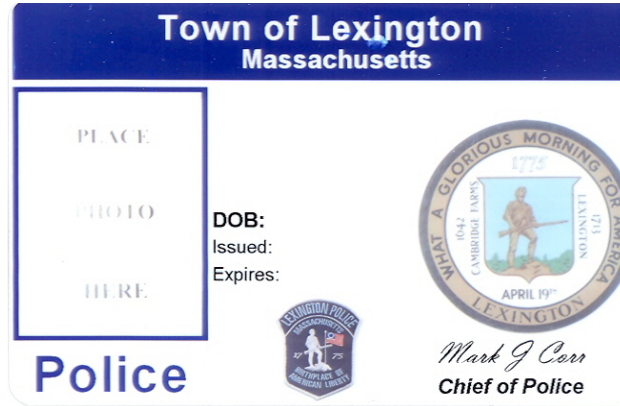 Town of Lexington
Massachusetts
PLACE
PHOTO
HERE
DOB:
Issued:
Expires:
WHAT A GLORIOUS MORNING FOR AMERICA
1775
1642
CAMBRIDGE FARMS
1713
LEXINGTON
APRIL 19TH
LEXINGTON
LEXINGTON POLICE
MASSACHUSETTS
17 75
BIRTHPLACE OF
AMERICAN LIBERTY
Police
Mark J Corr
Chief of Police